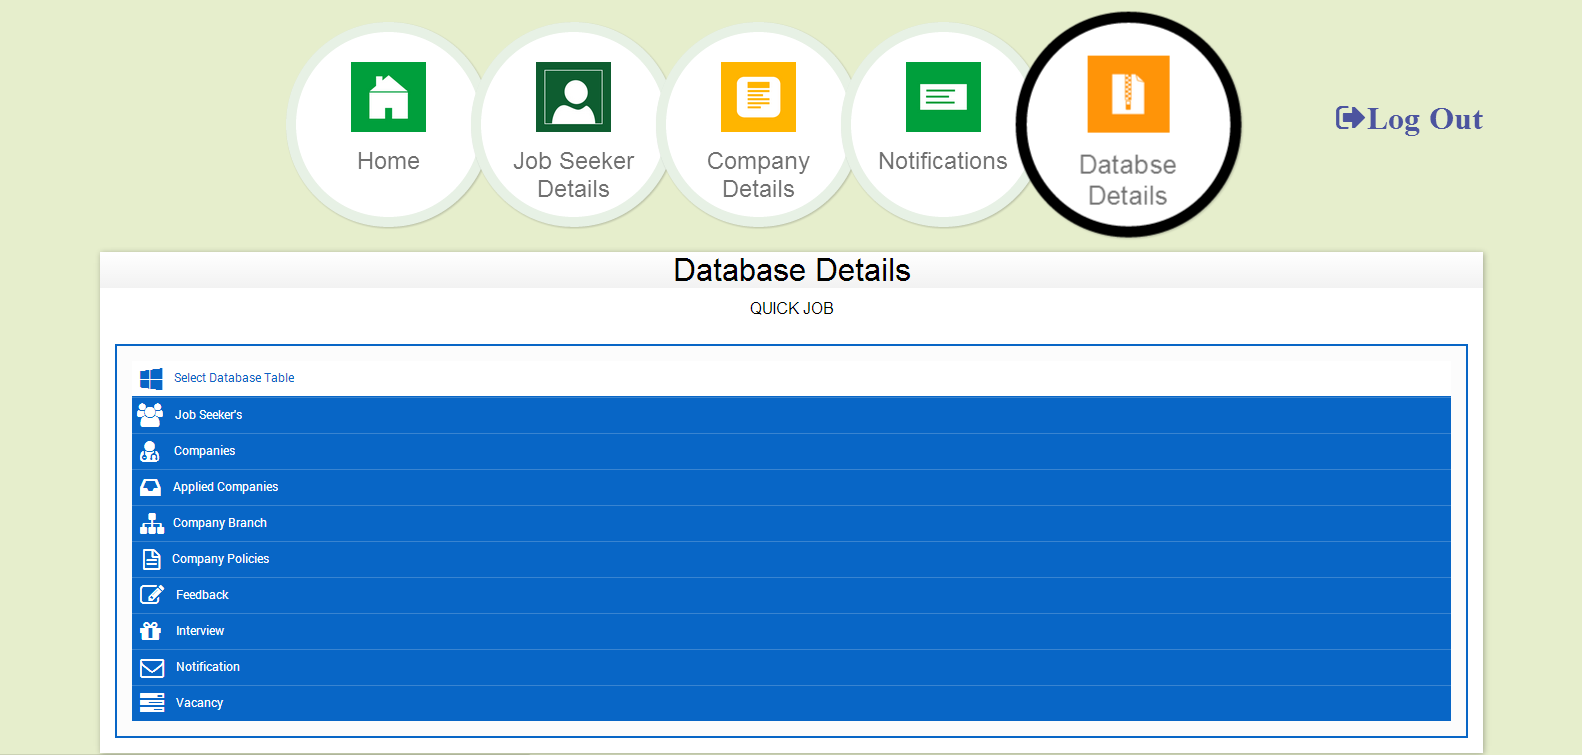 Home
Job Seeker
Details
Company
Details
Notifications
Databse
Details
Log Out
Database Details
QUICK JOB
Select Database Table
Job Seeker's
Companies
Applied Companies
Company Branch
Company Policies
Feedback
Interview
Notification
Vacancy